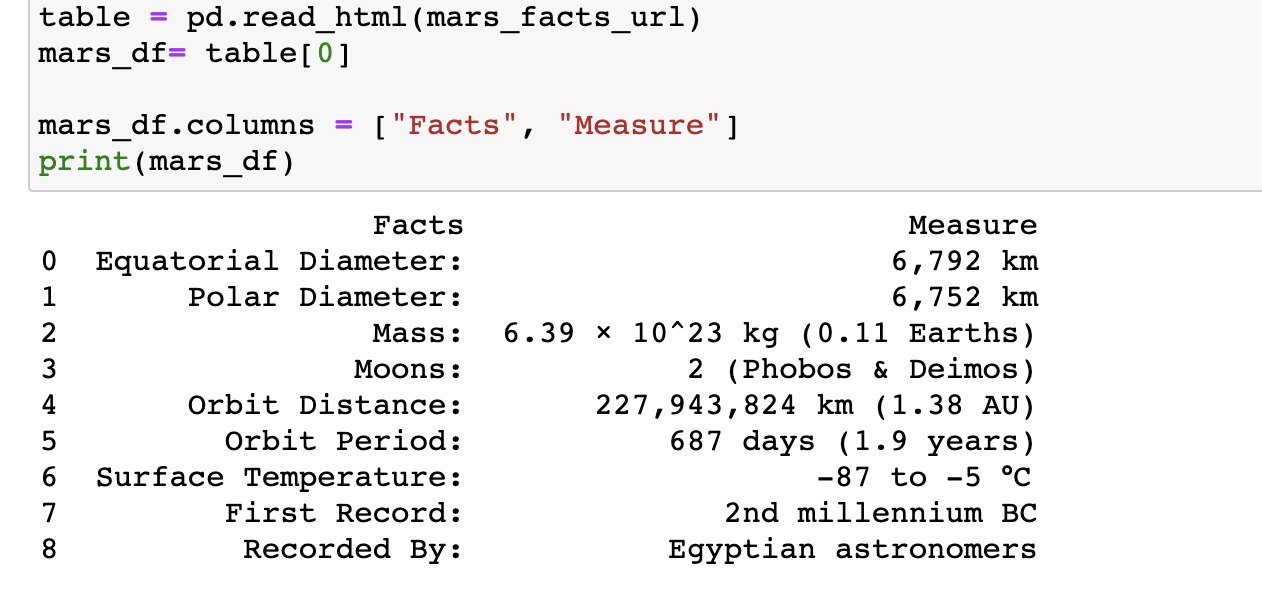 table = pd.read_html(mars_facts_url)
mars_df= table[0]
mars_df.columns = ["Facts", "Measure"]
print(mars_df)
Facts Measure
0 Equatorial Diameter: 6,792 km
1 Polar Diameter: 6,752 km
2 Mass: 6.39 × 10^23 kg (0.11 Earths)
3 Moons: 2 (Phobos & Deimos)
4 Orbit Distance: 227,943,824 km (1.38 AU)
5 Orbit Period: 687 days (1.9 years)
6 Surface Temperature: -87 to -5 °C
7 First Record: 2nd millennium BC
8 Recorded By: Egyptian astronomers